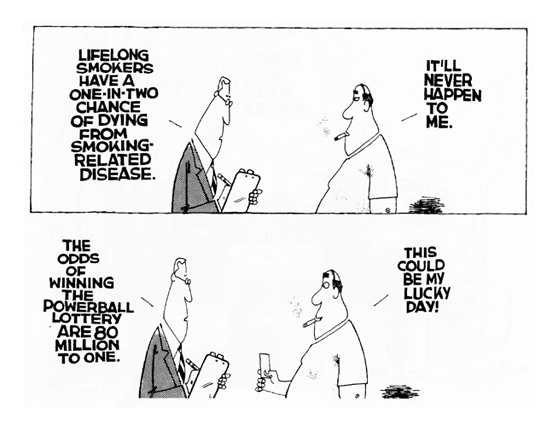 LIFELONG
SMOKERS
HAVE A
ONE-IN-TWO
CHANCE
OF DYING
FROM
SMOKING-
RELATED
DISEASE.
IT'LL
NEVER
HAPPEN
TO
ME.
THE
ODDS
OF
WINNING
THE
POWERBALL
LOTTERY
ARE 80
MILLION
TO ONE.
THIS
COULD
BE MY
LUCKY
DAY!